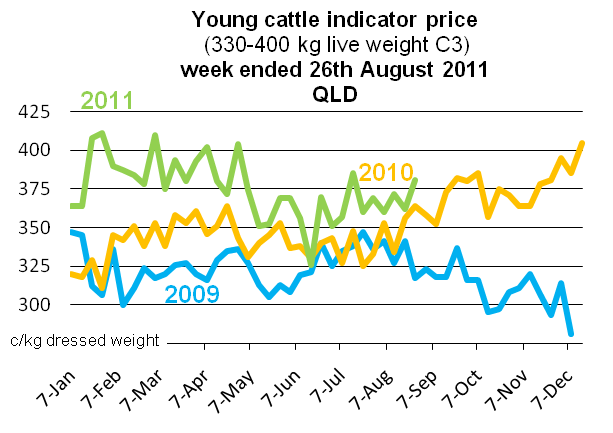 Young cattle indicator price
(330-400 kg live weight C3)
week ended 26th August 2011
QLD
425
2011
400
2010
375
350
325
2009
300
c/kg dressed weight
7-Jan
7-Feb
7-Mar
7-Apr
7-May
7-Jun
7-Jul
7-Aug
7-Sep
7-Oct
7-Nov
7-Dec